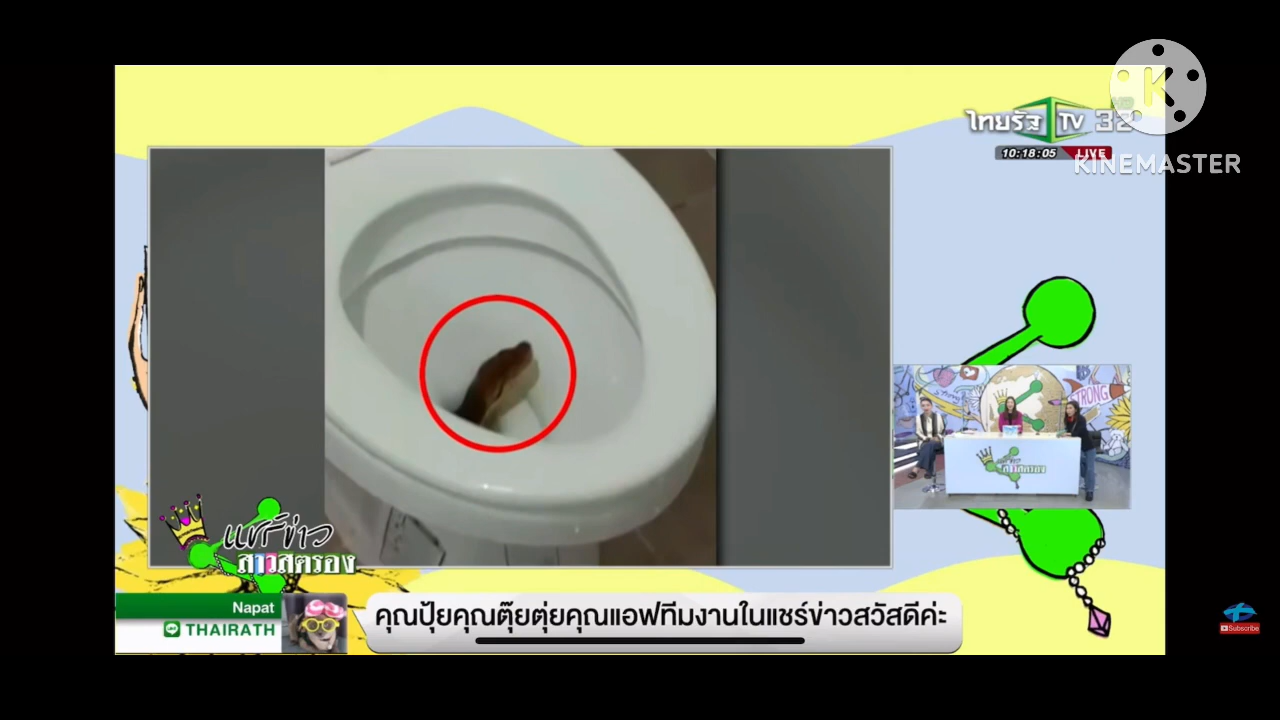 ไทยรัฐ TV 32
HD
10:18:05 LIVE
KINEMASTER
STRONG
แชร์ข่าว
สาวสตรอง
Napat
THAIRATH
คุณปุ้ยคุณตุ๊ยตุ่ยคุณแอฟทีมงานในแชร์ข่าวสวัสดีค่ะ
Subscribe